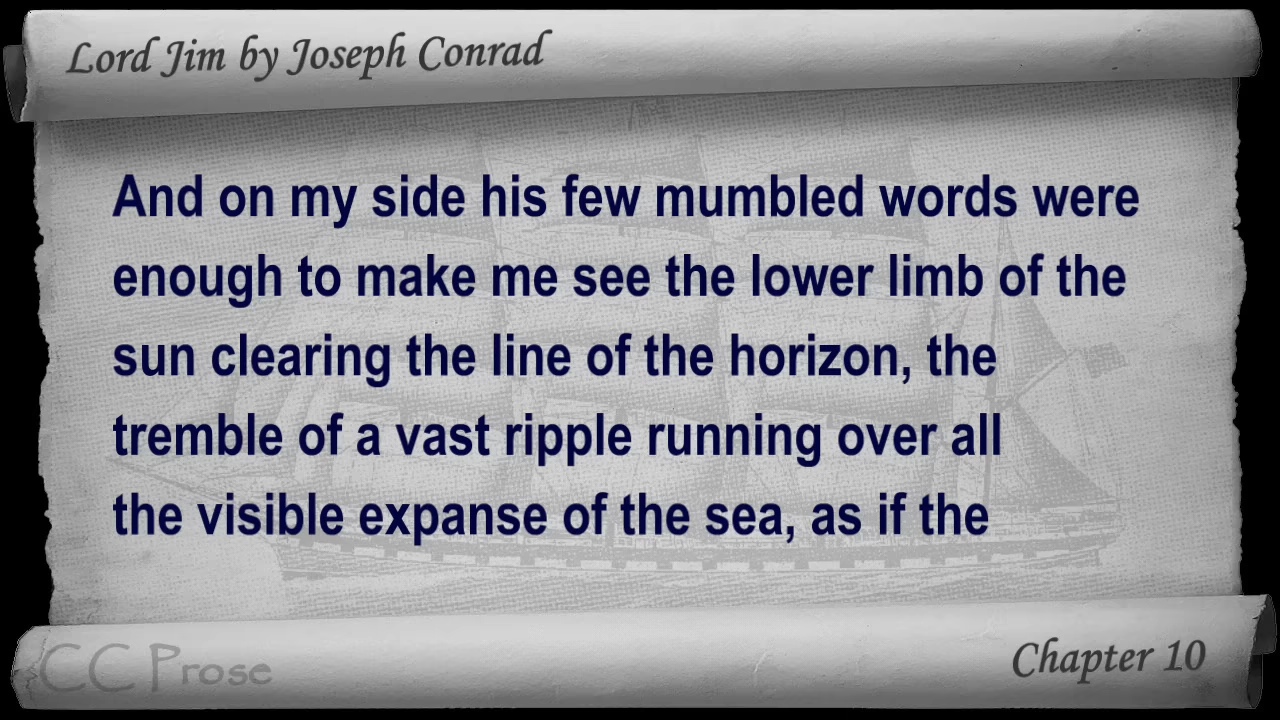 Lord Jim by Joseph Conrad
And on my side his few mumbled words were
enough to make me see the lower limb of the
sun clearing the line of the horizon, the
tremble of a vast ripple running over all
the visible expanse of the sea, as if the
CC Prose
Chapter 10